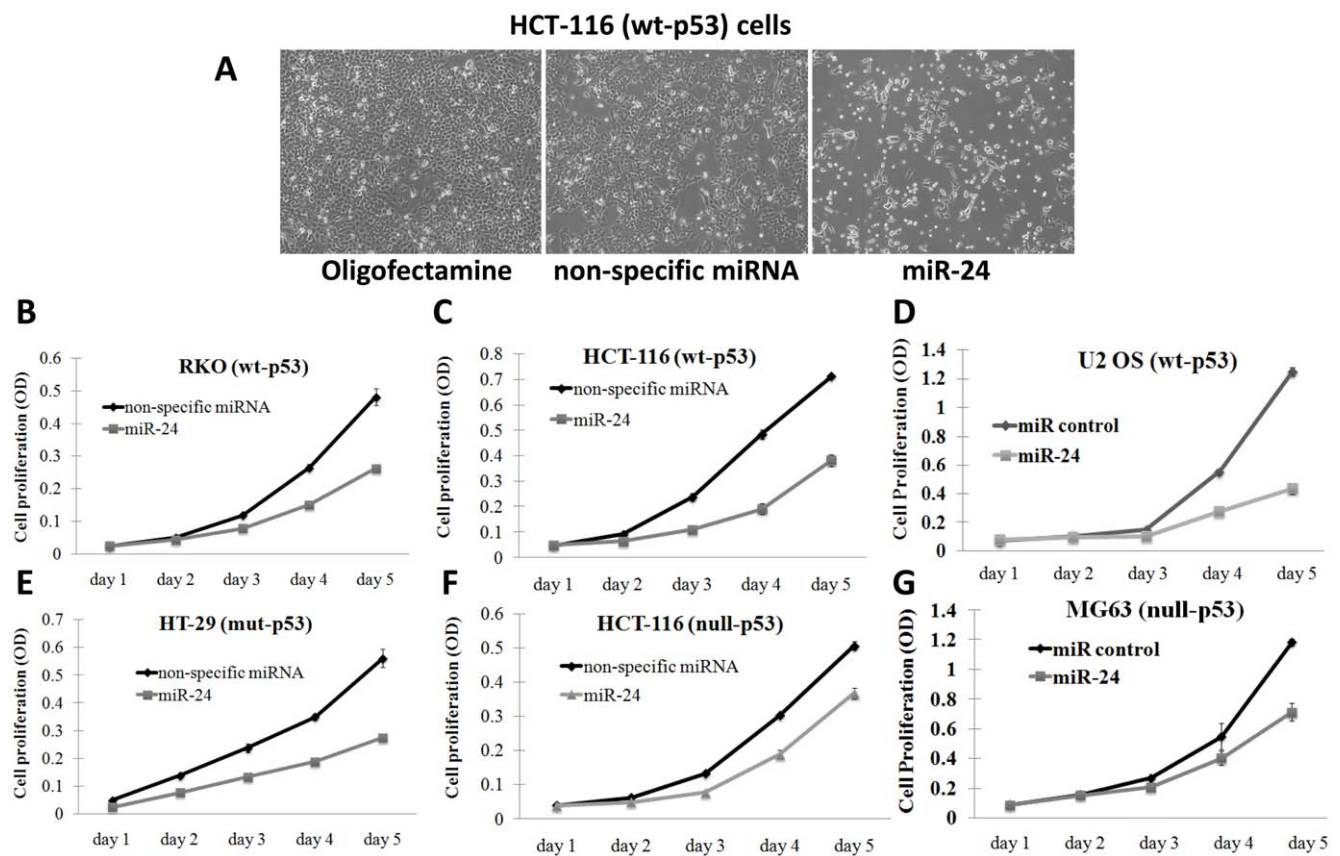 HCT-116 (wt-p53) cells
A
Oligofectamine
non-specific miRNA
miR-24
B
RKO (wt-p53)
Cell proliferation (OD)
0.6
0.5
0.4
0.3
0.2
0.1
0
non-specific miRNA
miR-24
day 1 day 2 day 3 day 4 day 5
C
HCT-116 (wt-p53)
Cell proliferation (OD)
0.8
0.7
0.6
0.5
0.4
0.3
0.2
0.1
0
non-specific miRNA
miR-24
day 1 day 2 day 3 day 4 day 5
D
U2 OS (wt-p53)
Cell Proliferation (OD)
1.4
1.2
1
0.8
0.6
0.4
0.2
0
miR control
miR-24
day 1 day 2 day 3 day 4 day 5
E
HT-29 (mut-p53)
Cell proliferation (OD)
0.7
0.6
0.5
0.4
0.3
0.2
0.1
0
non-specific miRNA
miR-24
day 1 day 2 day 3 day 4 day 5
F
HCT-116 (null-p53)
Cell proliferation (OD)
0.6
0.5
0.4
0.3
0.2
0.1
0
non-specific miRNA
miR-24
day 1 day 2 day 3 day 4 day 5
G
MG63 (null-p53)
Cell Proliferation (OD)
1.4
1.2
1
0.8
0.6
0.4
0.2
0
miR control
miR-24
day 1 day 2 day 3 day 4 day 5